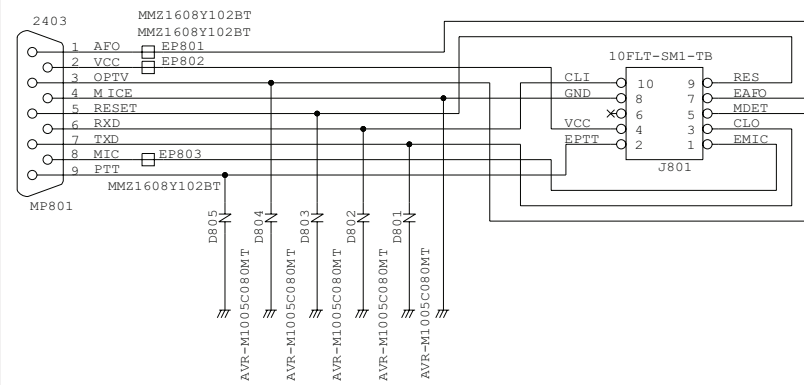 MMZ1608Y102BT
2403
MMZ1608Y102BT
1 AFO EP801
2 VCC EP802
3 OPTV
4 MICE
5 RESET
6 RXD
7 TXD
8 MIC EP803
9 PTT
MMZ1608Y102BT
MP801
10FLT-SM1-TB
CLI 10 9 RES
GND 8 7 EAFO
6 5 MDET
VCC 4 3 CLO
EPTT 2 1 EMIC
J801
D805
D804
D803
D802
D801
AVR-M1005C080MT
AVR-M1005C080MT
AVR-M1005C080MT
AVR-M1005C080MT
AVR-M1005C080MT